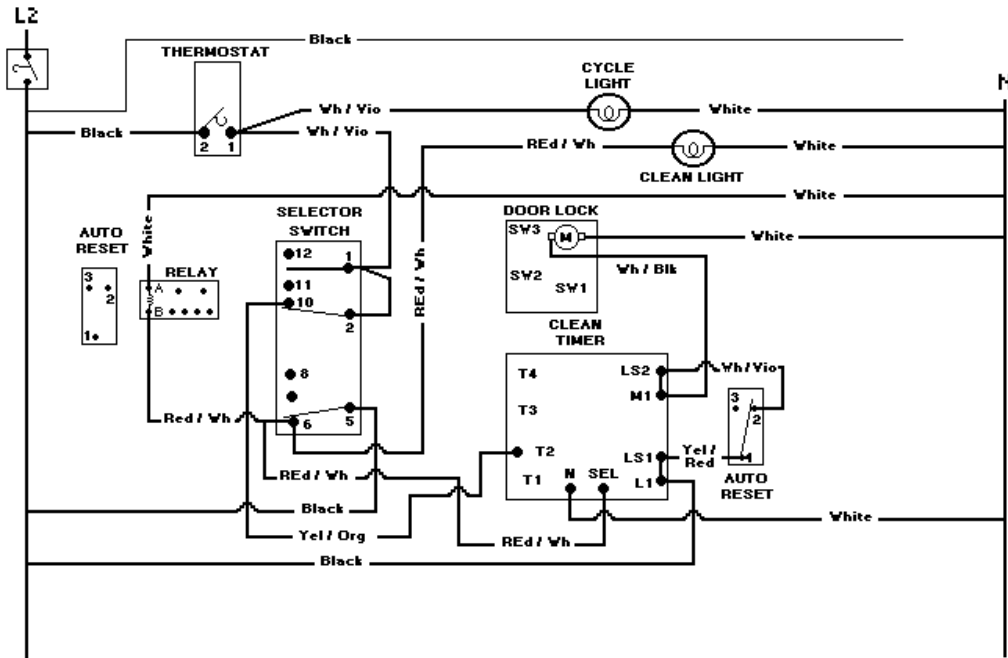 L2
Black
THERMOSTAT
CYCLE
LIGHT
Wh / Vio
White
Black
2 1
Wh / Vio
REd / Wh
White
CLEAN LIGHT
White
SELECTOR
SWITCH
DOOR LOCK
AUTO
RESET
White
12
1
SW3
M
White
RELAY
REd / Wh
Wh / Blk
3
2
A
11
SW2
10
SW1
B
2
1
CLEAN
TIMER
T4
LS2
Wh/Vio
8
M1
3
2
T3
Red / Wh
6
5
Yel /
Red
T2
LS1
1
REd / Wh
T1
N
SEL
L1
AUTO
RESET
Black
White
Yel / Org
REd / Wh
Black